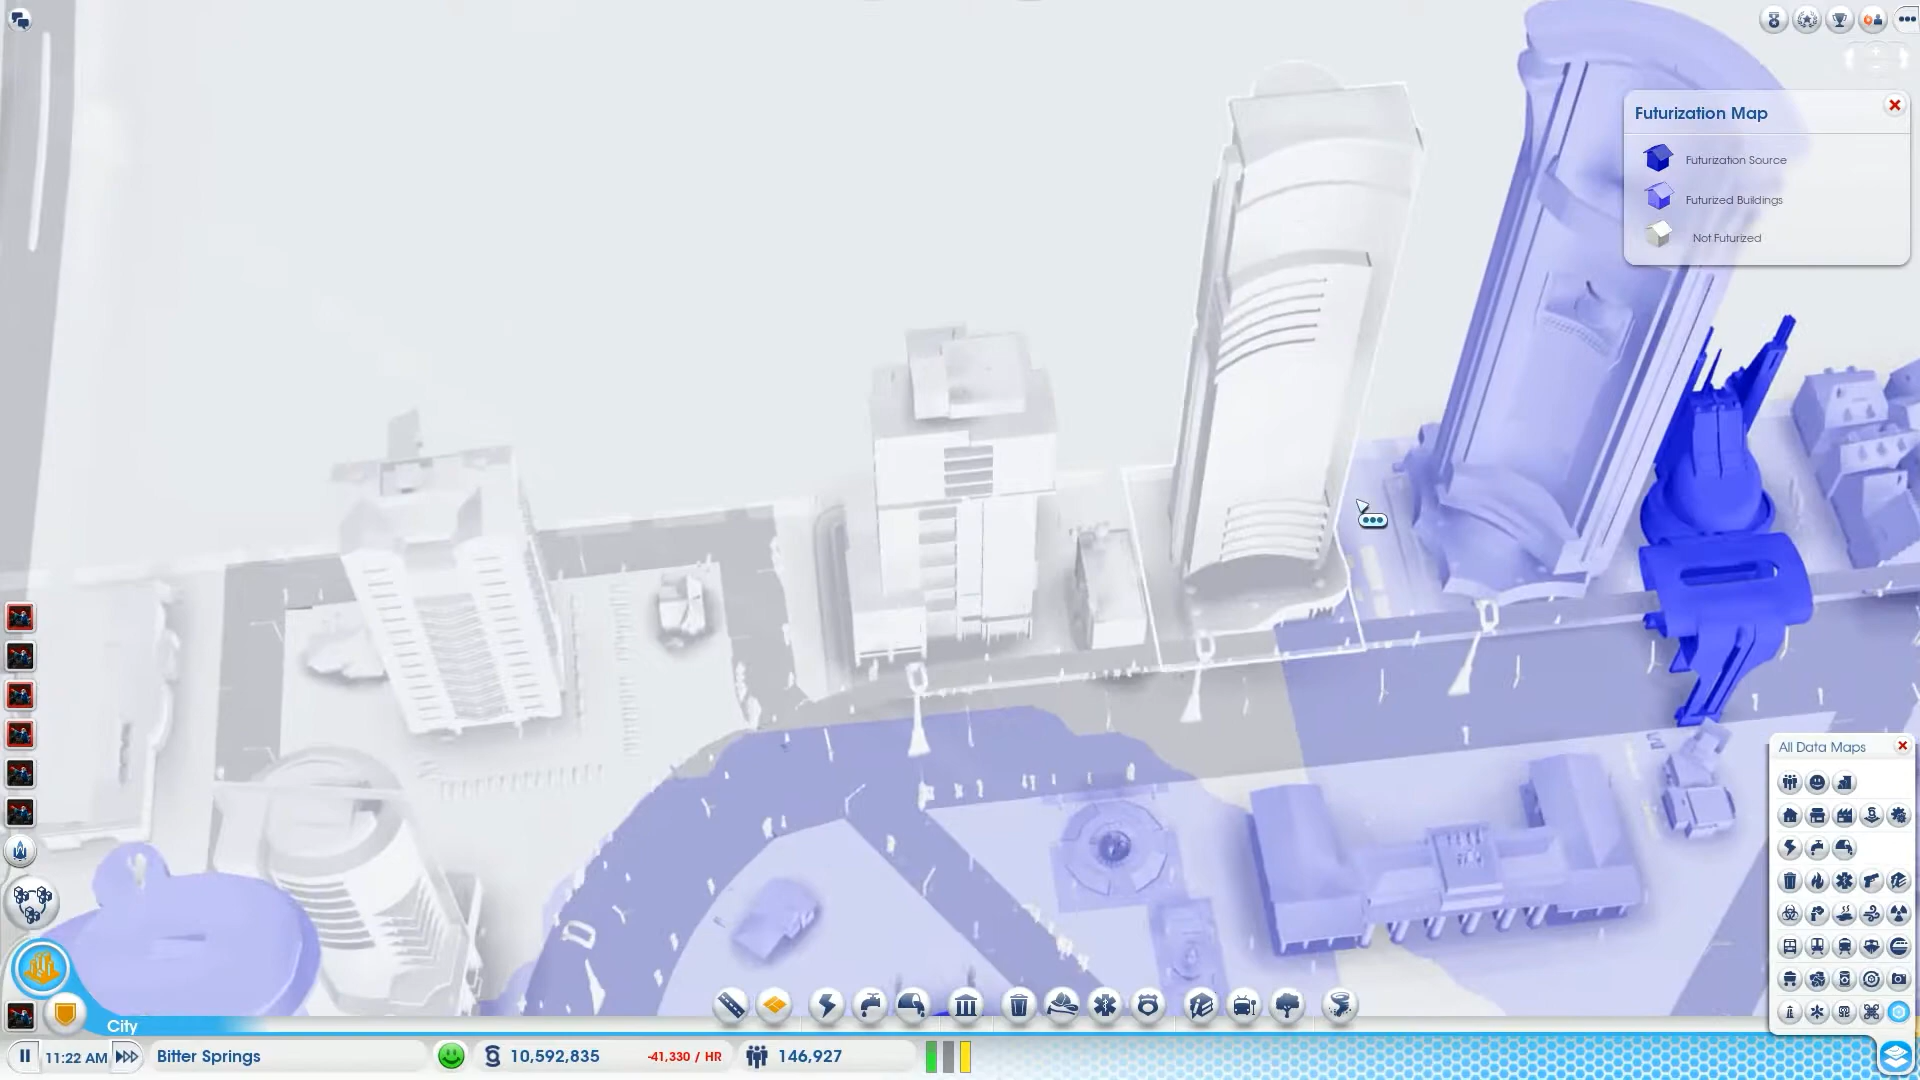 Futurization Map
Futurization Source
Futurized Buildings
Not Futurized
All Data Maps
City
11:22 AM
Bitter Springs
10,592,835
-41,330 / HR
146,927